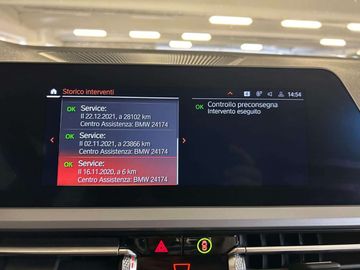 Storico interventi
14:54
OK Service:
Il 22.12.2021, a 28102 km
Centro Assistenza: BMW 24174
OK Service:
Il 02.11.2021, a 23866 km
Centro Assistenza: BMW 24174
OK Service:
Il 16.11.2020, a 6 km
Centro Assistenza: BMW 24174
OK Controllo preconsegna
Intervento eseguito